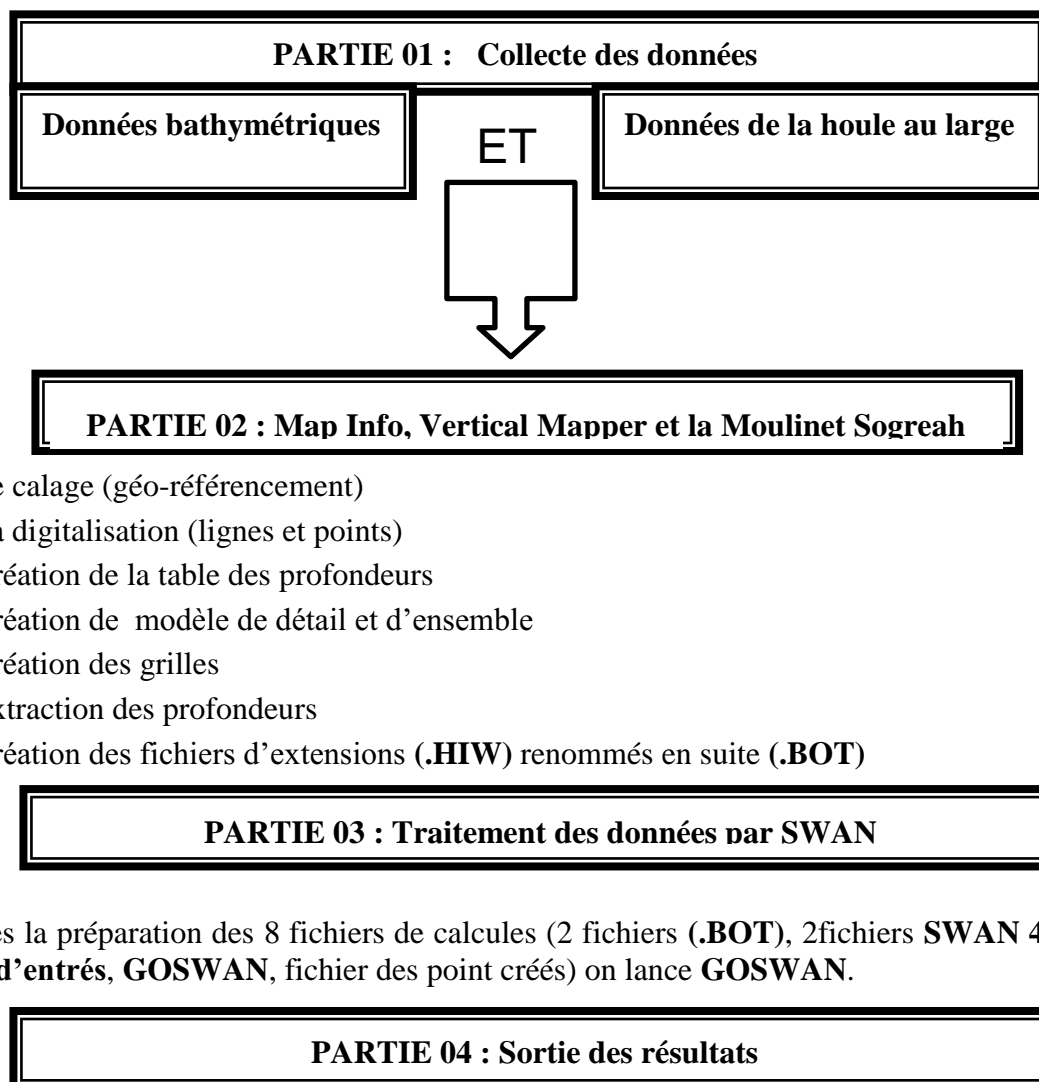 PARTIE 01 : Collecte des données
Données bathymétriques
ET
Données de la houle au large
PARTIE 02 : Map Info, Vertical Mapper et la Moulinet Sogreah
e calage (géo-référencement)
a digitalisation (lignes et points)
réation de la table des profondeurs
réation de modèle de détail et d'ensemble
réation des grilles
xtraction des profondeurs
réation des fichiers d'extensions (.HIW) renommés en suite (.BOT)
PARTIE 03 : Traitement des données par SWAN
es la préparation des 8 fichiers de calcules (2 fichiers (.BOT), 2fichiers SWAN 4
d'entrés, GOSWAN, fichier des point créés) on lance GOSWAN.
PARTIE 04 : Sortie des résultats